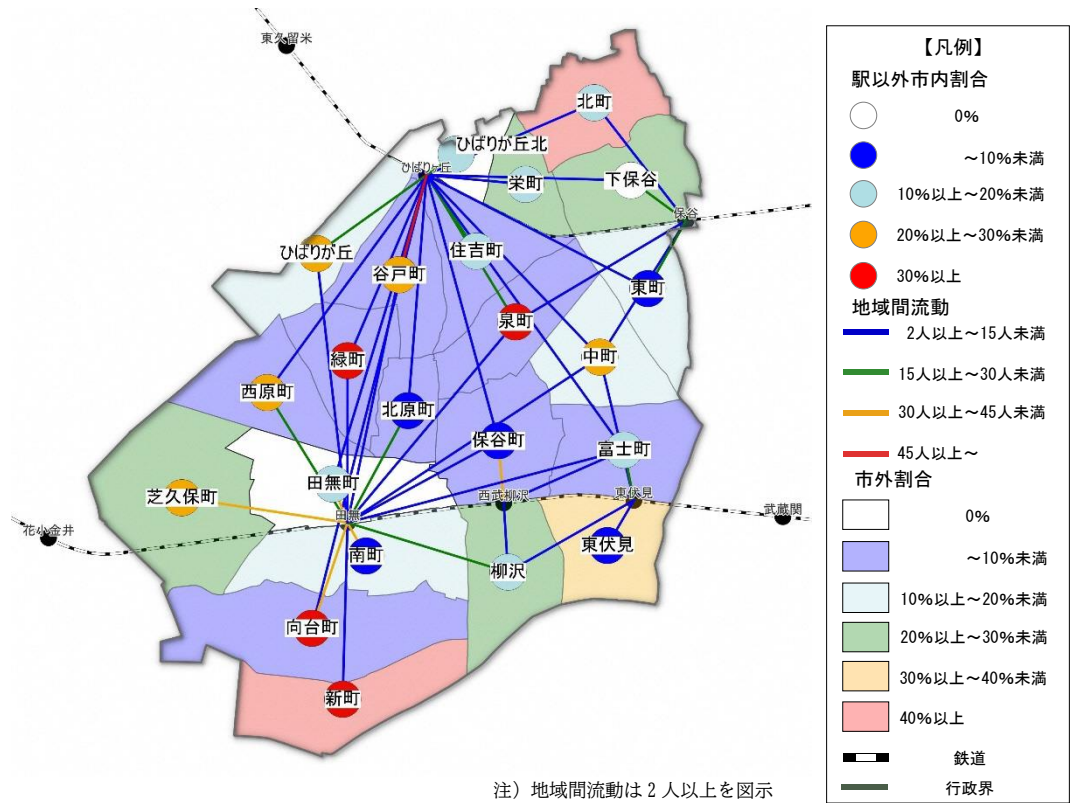 東久留米
北町
ひばりが丘北
ひばりヶ丘
栄町
下保谷
保谷
ひばりが丘
谷戸町
住吉町
東町
泉町
緑町
中町
西原町
北原町
保谷町
富士町
田無町
芝久保町
西武柳沢
東伏見
武蔵関
田無
花小金井
南町
柳沢
東伏見
向台町
新町
注）地域間流動は2人以上を図示
【凡例】
駅以外市内割合
0%
～10%未満
10%以上～20%未満
20%以上～30%未満
30%以上
地域間流動
2人以上～15人未満
15人以上～30人未満
30人以上～45人未満
45人以上～
市外割合
0%
～10%未満
10%以上～20%未満
20%以上～30%未満
30%以上～40%未満
40%以上
鉄道
行政界